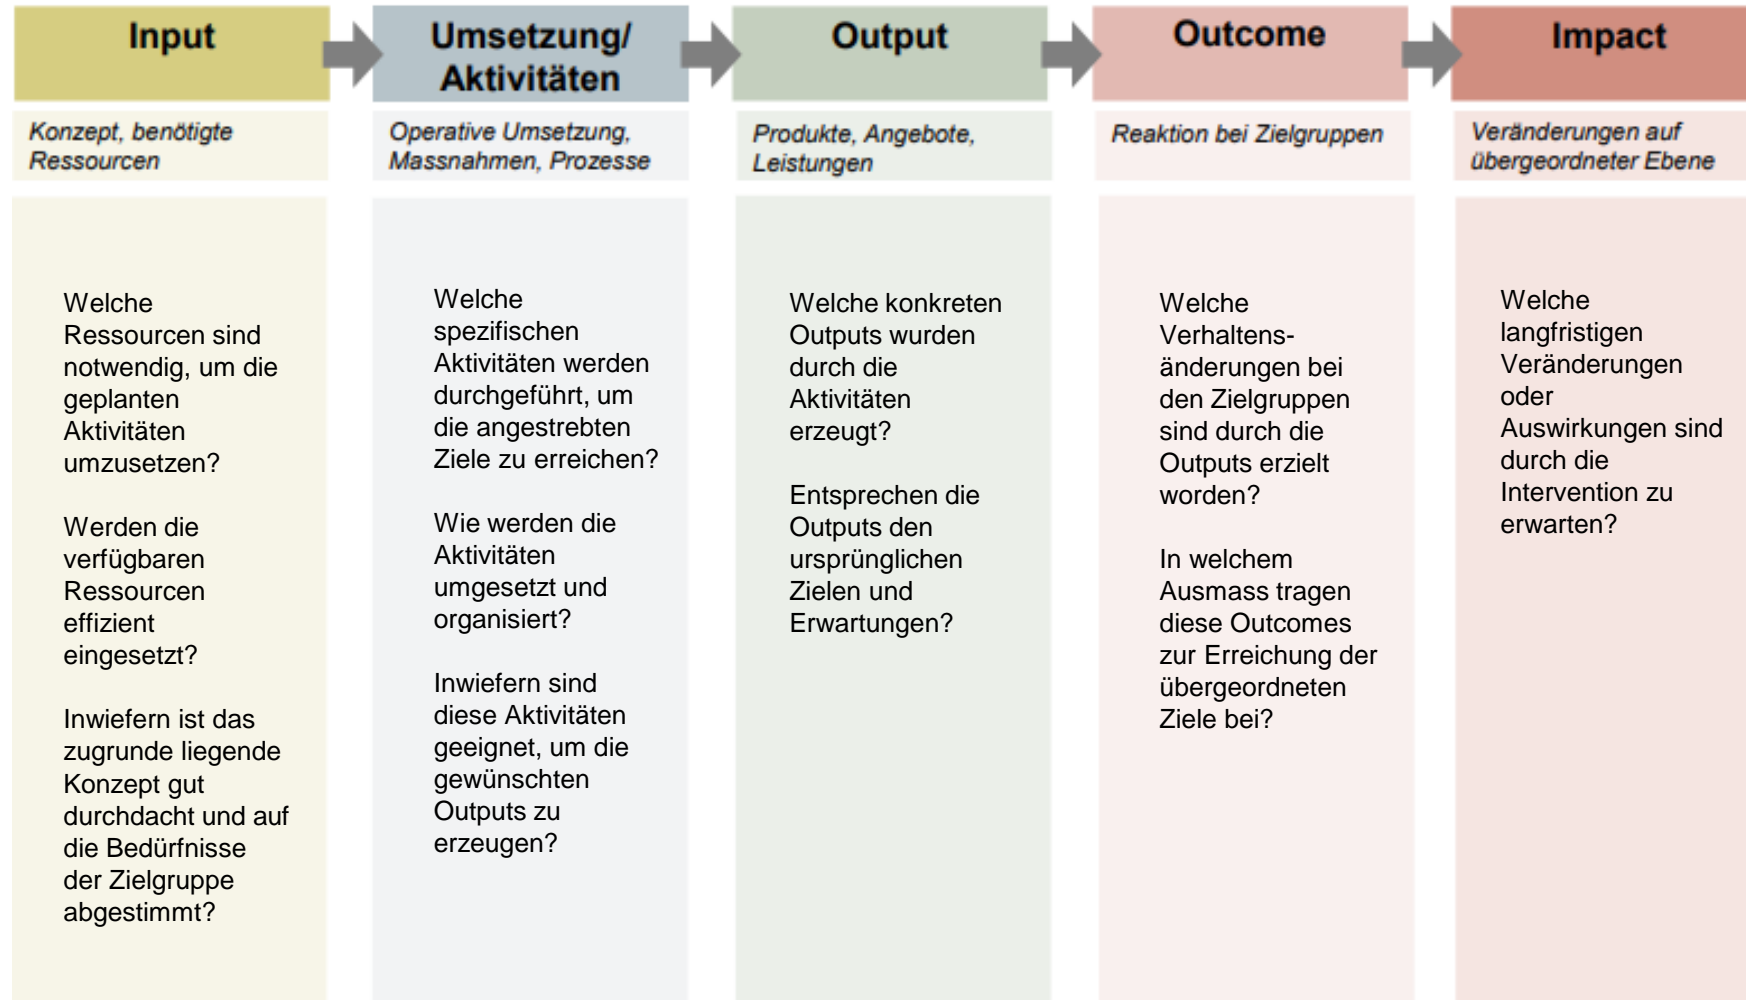 Input
Umsetzung/
Aktivitäten
Output
Outcome
Impact
Konzept, benötigte
Ressourcen
Operative Umsetzung,
Massnahmen, Prozesse
Produkte, Angebote,
Leistungen
Reaktion bei Zielgruppen
Veränderungen auf
übergeordneter Ebene
Welche
Ressourcen sind
notwendig, um die
geplanten
Aktivitäten
umzusetzen?
Werden die
verfügbaren
Ressourcen
effizient
eingesetzt?
Inwiefern ist das
zugrunde liegende
Konzept gut
durchdacht und auf
die Bedürfnisse
der Zielgruppe
abgestimmt?
Welche
spezifischen
Aktivitäten werden
durchgeführt, um
die angestrebten
Ziele zu erreichen?
Wie werden die
Aktivitäten
umgesetzt und
organisiert?
Inwiefern sind
diese Aktivitäten
geeignet, um die
gewünschten
Outputs zu
erzeugen?
Welche konkreten
Outputs wurden
durch die
Aktivitäten
erzeugt?
Entsprechen die
Outputs den
ursprünglichen
Zielen und
Erwartungen?
Welche
Verhaltens-
änderungen bei
den Zielgruppen
sind durch die
Outputs erzielt
worden?
In welchem
Ausmass tragen
diese Outcomes
zur Erreichung der
übergeordneten
Ziele bei?
Welche
langfristigen
Veränderungen
oder
Auswirkungen sind
durch die
Intervention zu
erwarten?